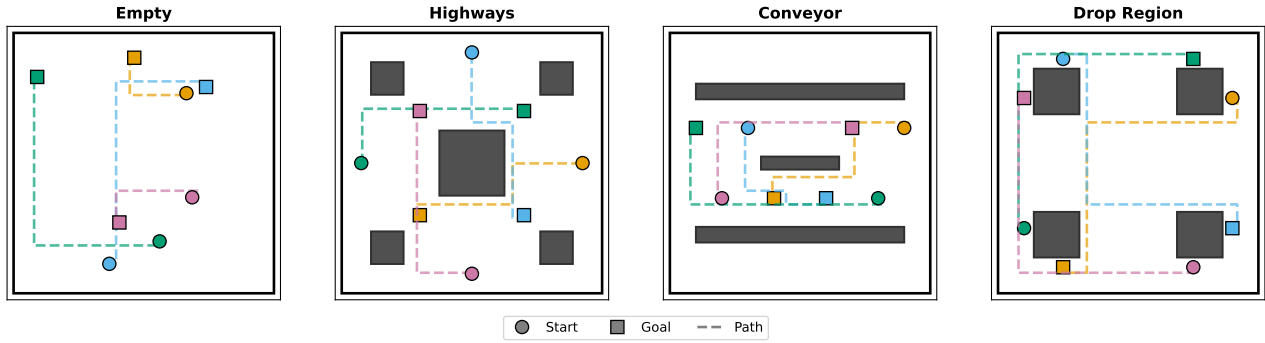 Empty
Highways
Conveyor
Drop Region
Start
Goal
Path